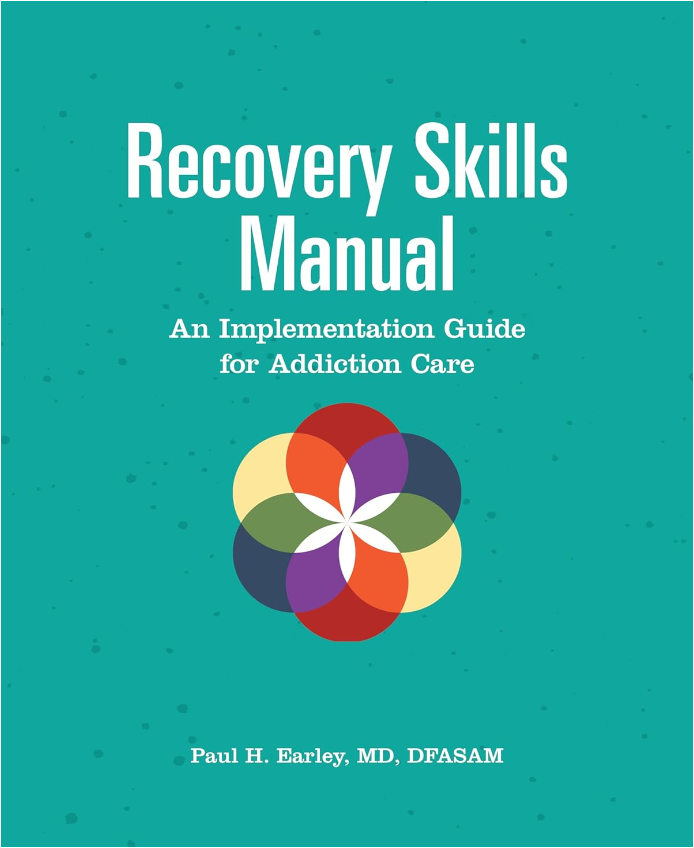 Recovery Skills
Manual
An Implementation Guide
for Addiction Care
Paul H. Earley, MD, DFASAM